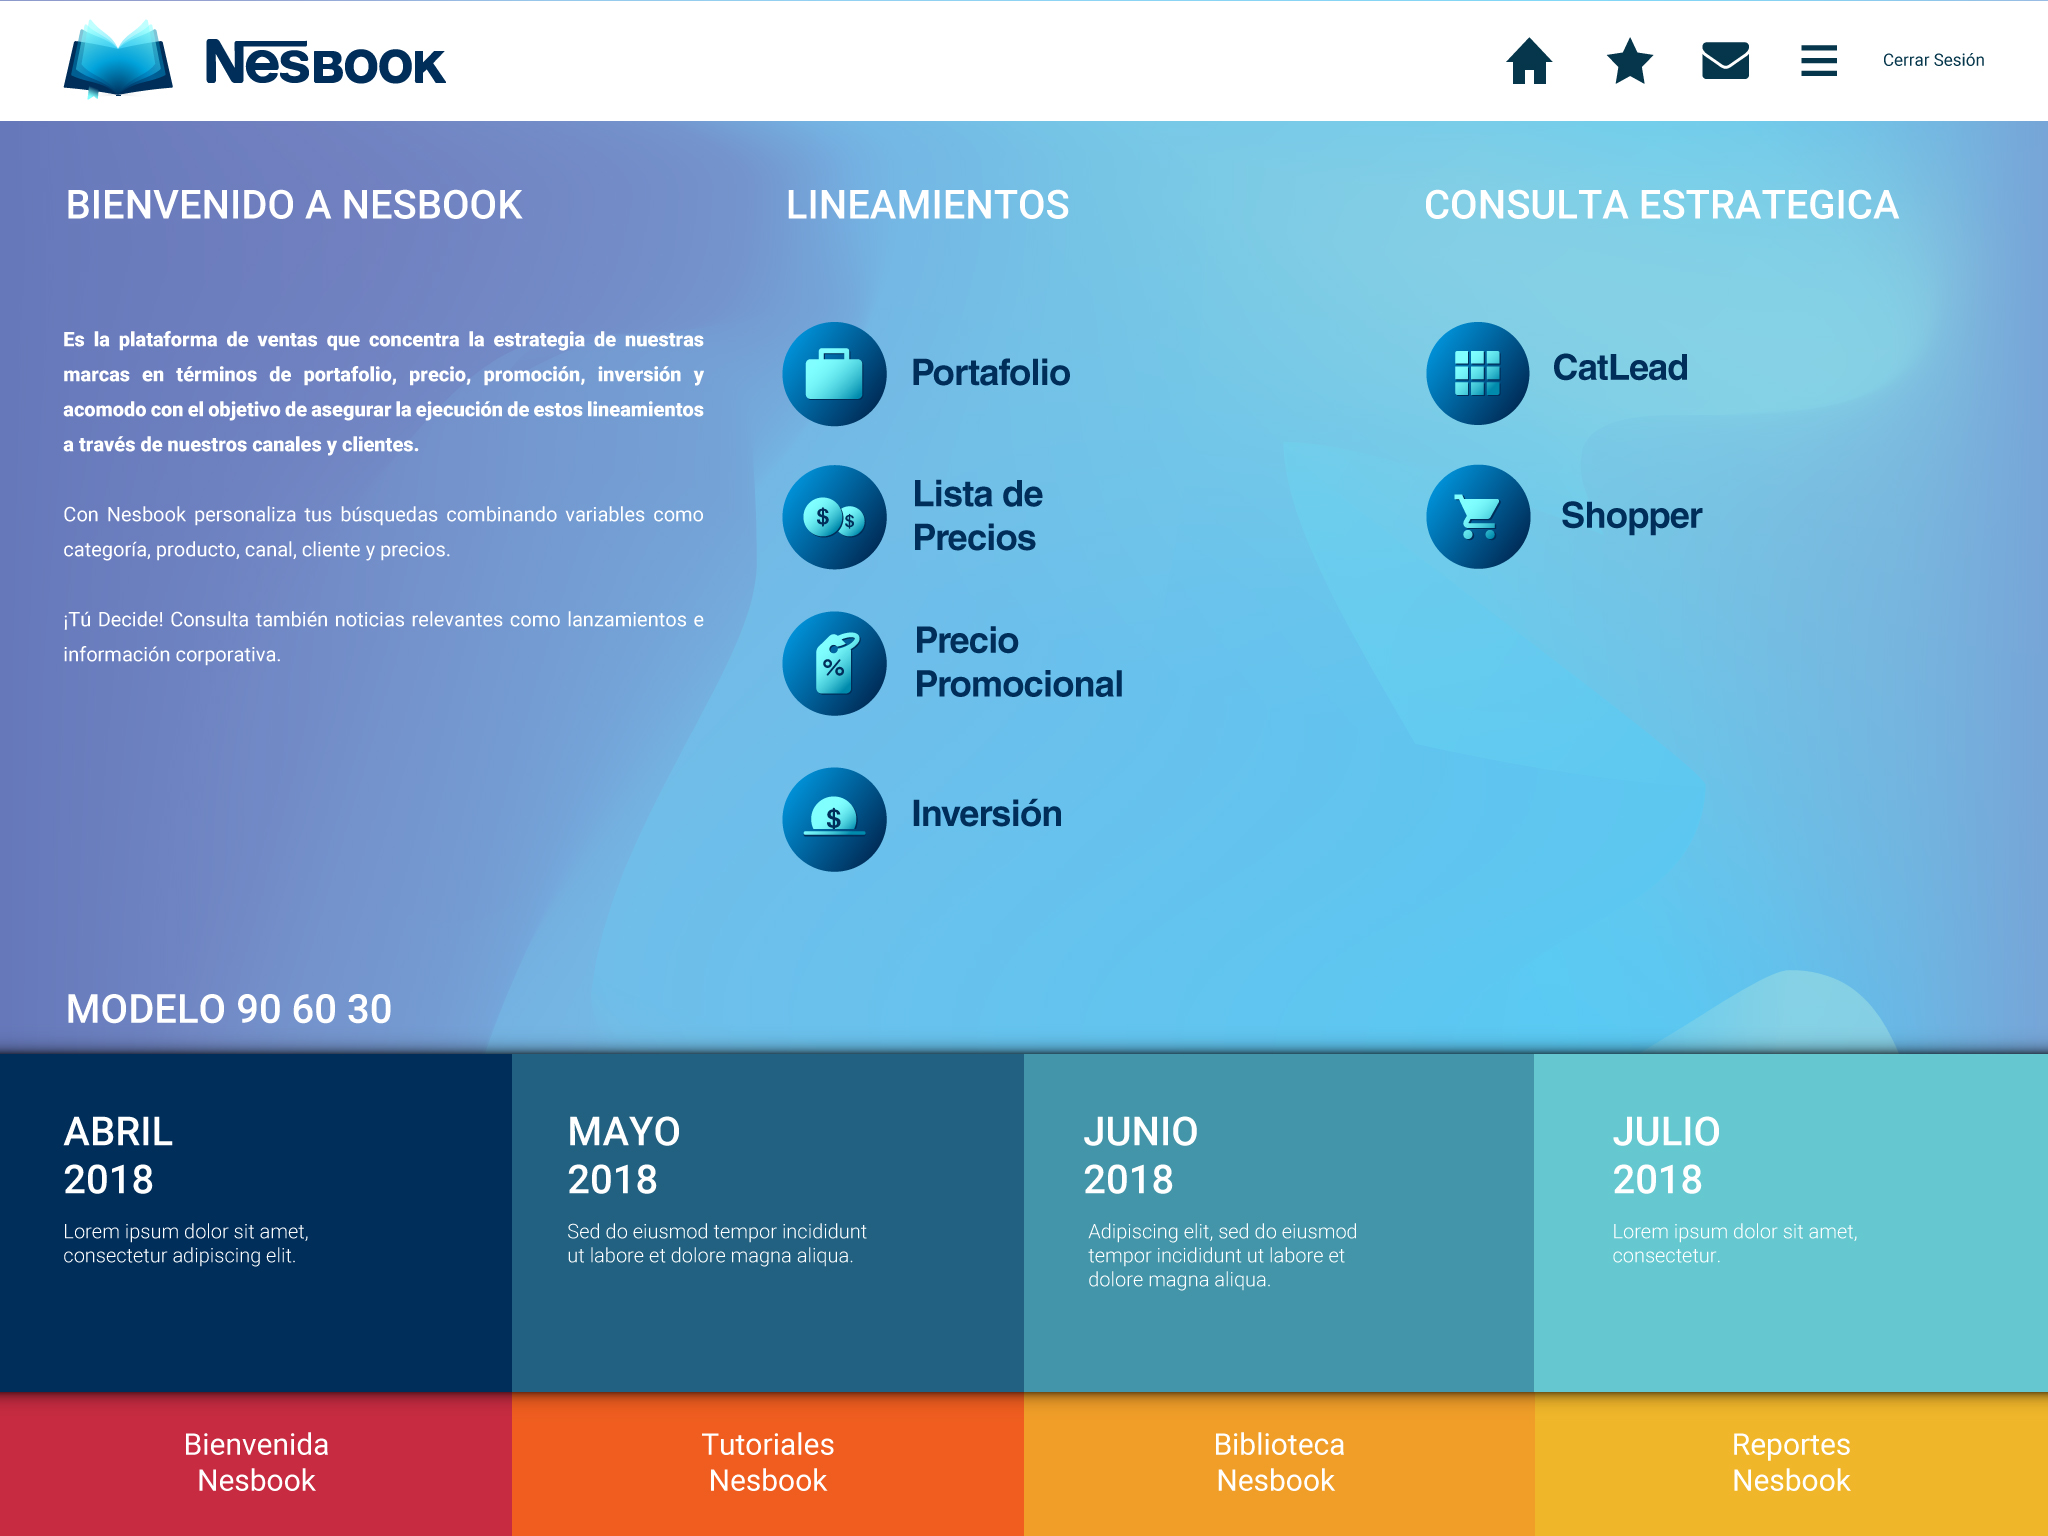 NESBOOK
Cerrar Sesión
BIENVENIDO A NESBOOK
Es la plataforma de ventas que concentra la estrategia de nuestras
marcas en términos de portafolio, precio, promoción, inversión y
acomodo con el objetivo de asegurar la ejecución de estos lineamientos
a través de nuestros canales y clientes.
Con Nesbook personaliza tus búsquedas combinando variables como
categoría, producto, canal, cliente y precios.
¡Tú Decide! Consulta también noticias relevantes como lanzamientos e
información corporativa.
LINEAMIENTOS
Portafolio
$ $
Lista de
Precios
%
Precio
Promocional
$
Inversión
CONSULTA ESTRATEGICA
CatLead
Shopper
MODELO 90 60 30
ABRIL
2018
Lorem ipsum dolor sit amet,
consectetur adipiscing elit.
MAYO
2018
Sed do eiusmod tempor incididunt
ut labore et dolore magna aliqua.
JUNIO
2018
Adipiscing elit, sed do eiusmod
tempor incididunt ut labore et
dolore magna aliqua.
JULIO
2018
Lorem ipsum dolor sit amet,
consectetur.
Bienvenida
Nesbook
Tutoriales
Nesbook
Biblioteca
Nesbook
Reportes
Nesbook